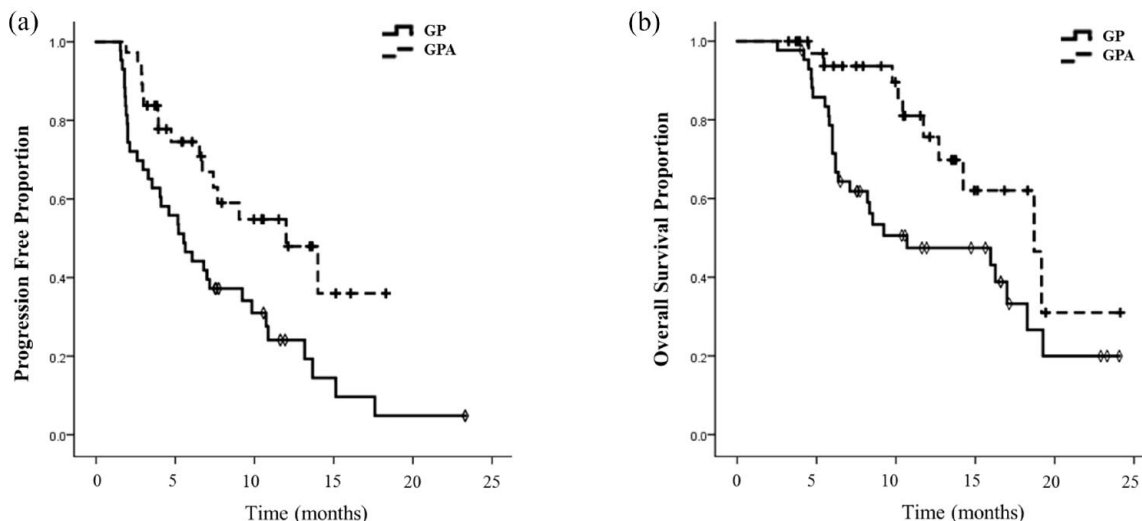 (a)
GP
GPA
Progression Free Proportion
1.0
0.8
0.6
0.4
0.2
0.0
0 5 10 15 20 25
Time (months)
(b)
GP
GPA
Overall Survival Proportion
1.0
0.8
0.6
0.4
0.2
0.0
0 5 10 15 20 25
Time (months)